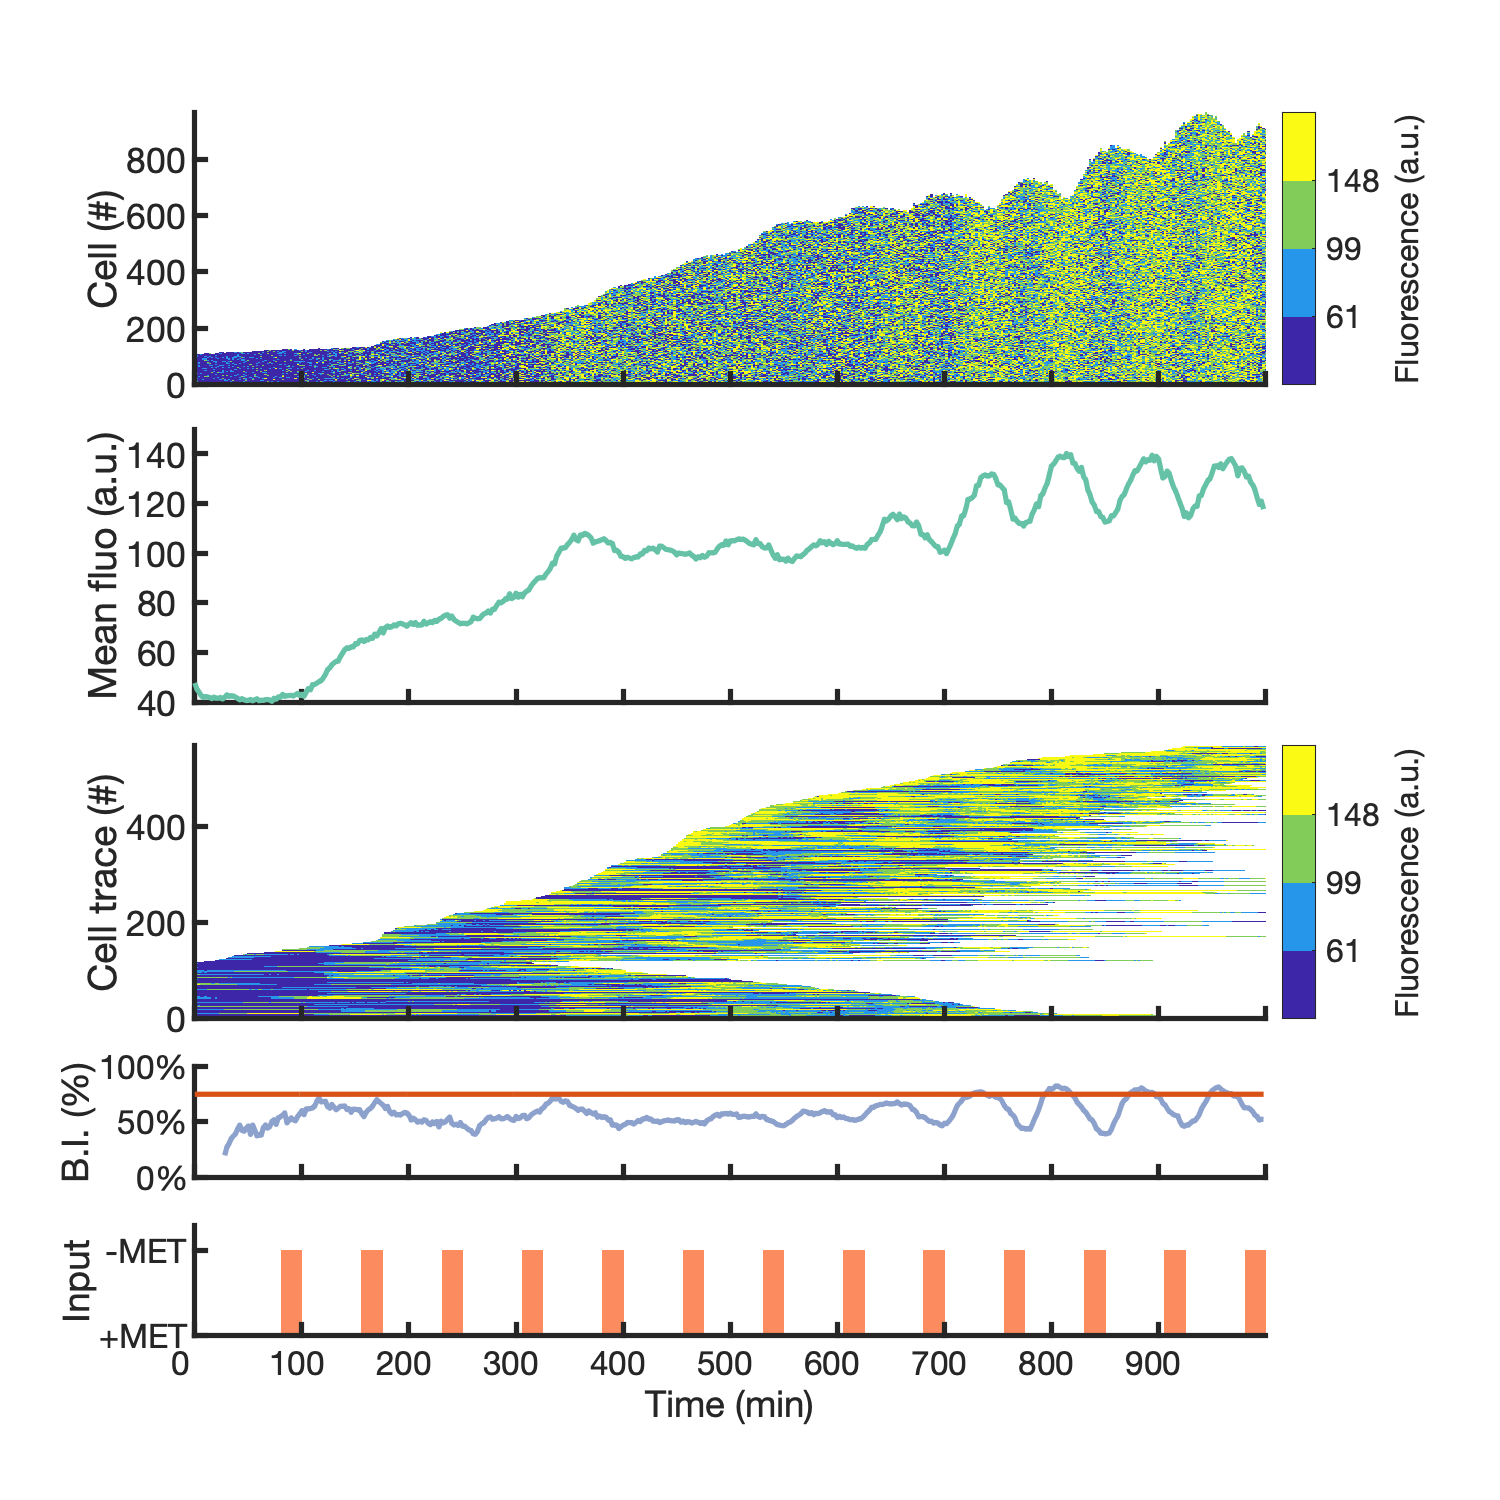 Cell (#)
800
600
400
200
0
148
99
61
Fluorescence (a.u.)
Mean fluo (a.u.)
140
120
100
80
60
40
Cell trace (#)
400
200
0
148
99
61
Fluorescence (a.u.)
B.I. (%)
100%
50%
0%
Input
-MET
+MET
0 100 200 300 400 500 600 700 800 900
Time (min)